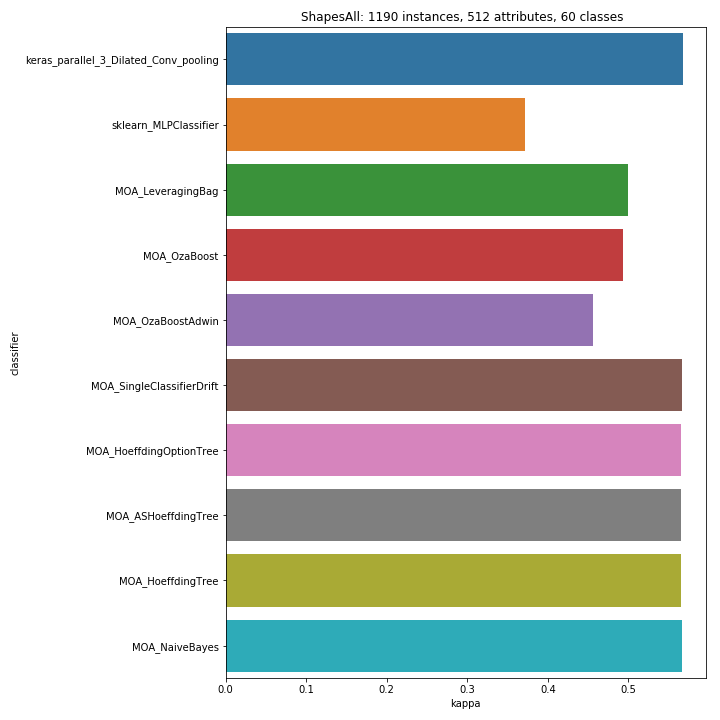 ShapesAll: 1190 instances, 512 attributes, 60 classes
keras_parallel_3_Dilated_Conv_pooling
sklearn_MLPClassifier
MOA_LeveragingBag
MOA_OzaBoost
MOA_OzaBoostAdwin
classifier
MOA_SingleClassifierDrift
MOA_HoeffdingOptionTree
MOA_ASHoeffdingTree
MOA_HoeffdingTree
MOA_NaiveBayes
0.0 0.1 0.2 0.3 0.4 0.5
kappa